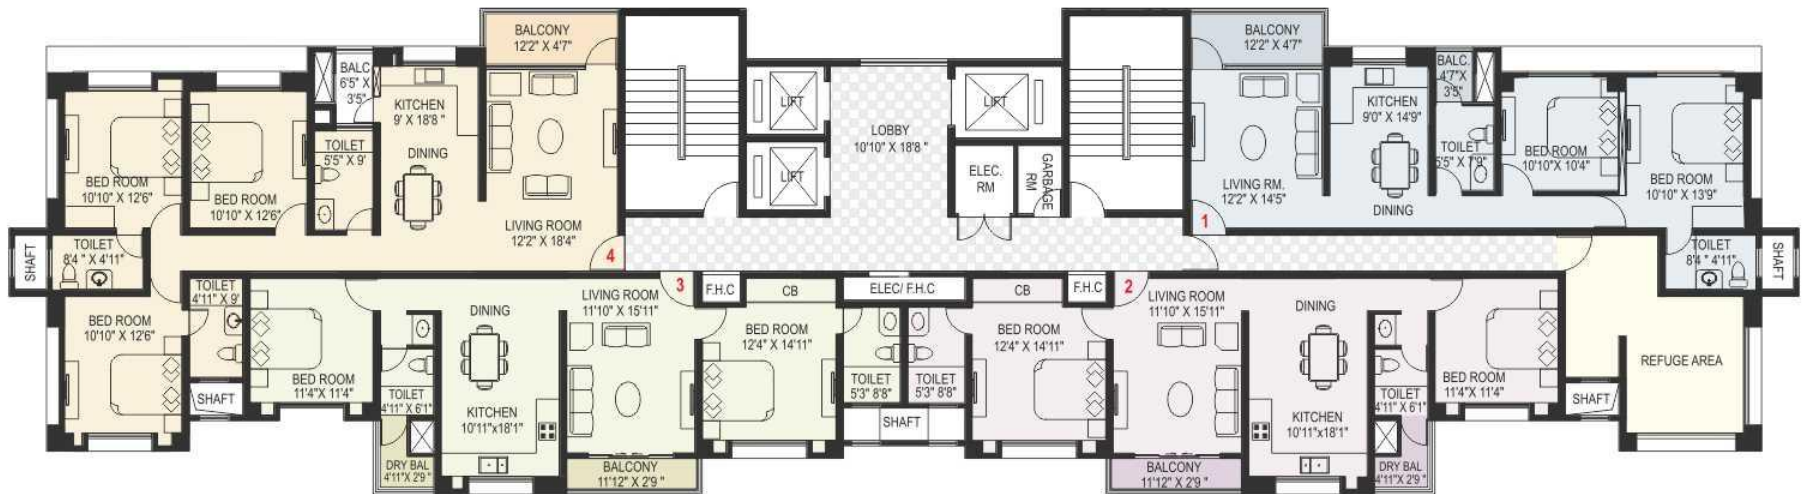 BALCONY
12'2" X 4'7"
BALC
6'5" X
3'5"
KITCHEN
9' X 18'8 "
DINING
TOILET
5'5" X 9'
BED ROOM
10'10" X 12'6"
BED ROOM
10'10" X 12'6"
LIVING ROOM
12'2" X 18'4"
4
SHAFT
TOILET
8'4 " X 4'11"
BED ROOM
10'10" X 12'6"
TOILET
4'11" X 9'
SHAFT
LIFT
LIFT
LOBBY
10'10" X 18'8 "
LIFT
ELEC.
RM
GARBAGE
RM
BALCONY
12'2" X 4'7"
LIVING RM.
12'2" X 14'5"
1
KITCHEN
9'0" X 14'9"
DINING
BALC.
4'7"X
3'5"
TOILET
5'5" X 7'9"
BED ROOM
10'10"X 10'4"
BED ROOM
10'10" X 13'9"
TOILET
8'4 " 4'11"
SHAFT
BED ROOM
11'4"X 11'4"
TOILET
4'11" X 6'1"
DRY BAL
4'11"X 2'9 "
DINING
KITCHEN
10'11"x18'1"
LIVING ROOM
11'10" X 15'11"
3
BALCONY
11'12" X 2'9 "
F.H.C
CB
BED ROOM
12'4" X 14'11"
ELEC/ F.H.C
TOILET
5'3" 8'8"
TOILET
5'3" 8'8"
SHAFT
CB
F.H.C
BED ROOM
12'4" X 14'11"
2
LIVING ROOM
11'10" X 15'11"
BALCONY
11'12" X 2'9 "
DINING
KITCHEN
10'11"x18'1"
TOILET
4'11" X 6'1"
DRY BAL
4'11"X 2'9 "
BED ROOM
11'4"X 11'4"
SHAFT
REFUGE AREA